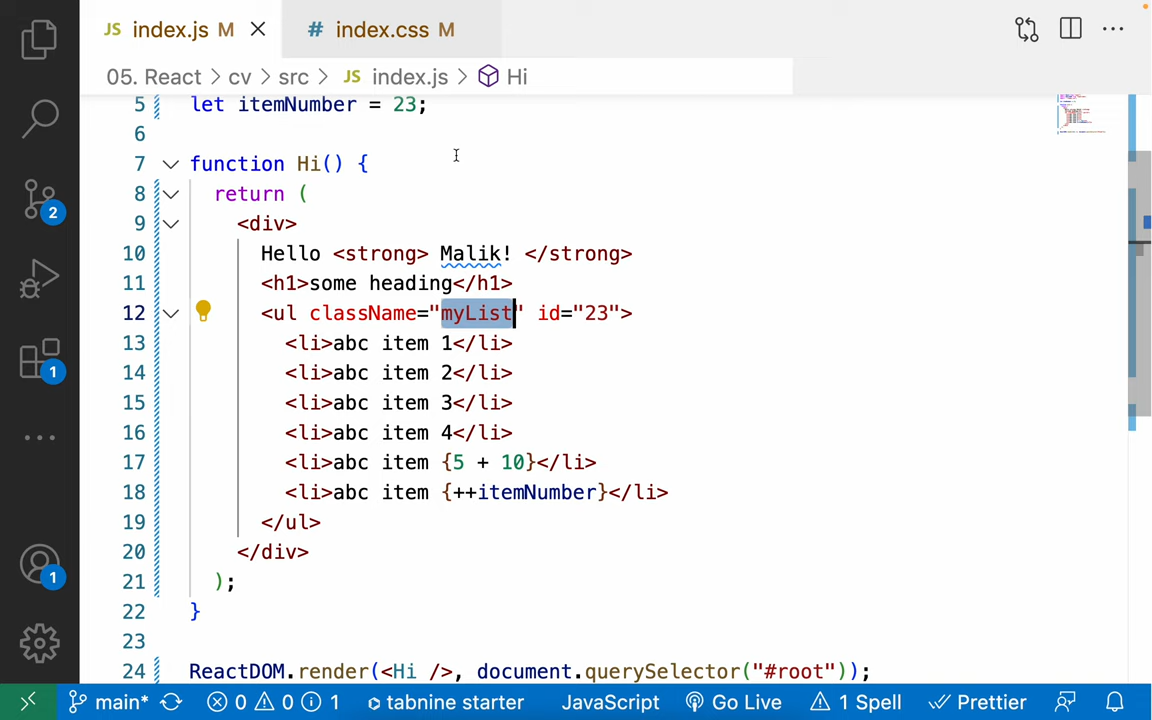 JS index.js M
# index.css M
05. React > cv > src > JS index.js > Hi
5 let itemNumber = 23;
6
7 function Hi() {
8 return (
9 <div>
10 Hello <strong> Malik! </strong>
11 <h1>some heading</h1>
12 <ul className="myList" id="23">
13 <li>abc item 1</li>
14 <li>abc item 2</li>
15 <li>abc item 3</li>
16 <li>abc item 4</li>
17 <li>abc item {5 + 10}</li>
18 <li>abc item {++itemNumber}</li>
19 </ul>
20 </div>
21 );
22 }
23
24 ReactDOM.render(<Hi />, document.querySelector("#root"));
2
1
1
main* 0 0 1 tabnine starter JavaScript Go Live 1 Spell Prettier